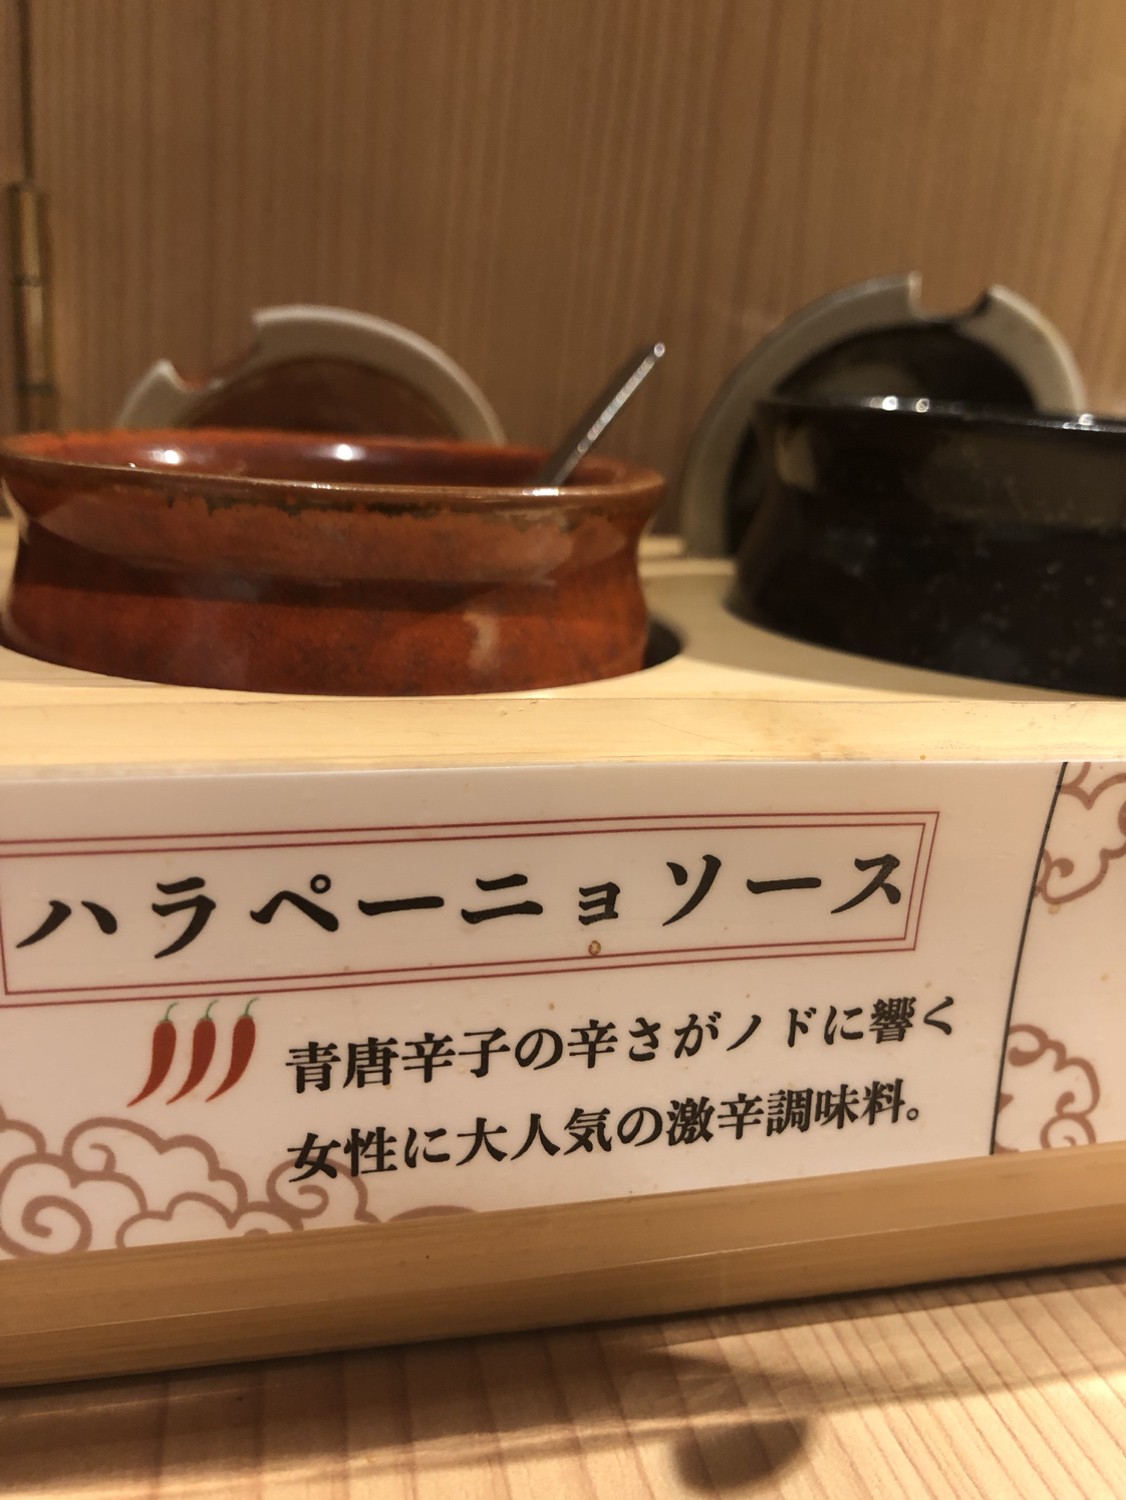 ハラペーニョソース
青唐辛子の辛さがノドに響く
女性に大人気の激辛調味料。